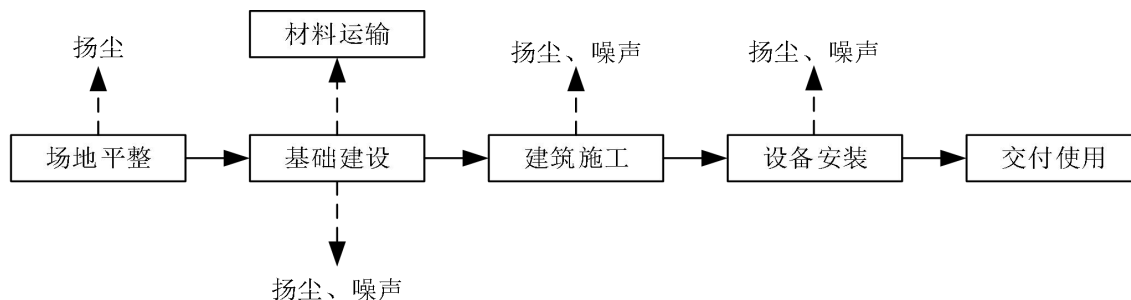 扬尘
材料运输
扬尘、噪声
扬尘、噪声
场地平整
基础建设
建筑施工
设备安装
交付使用
扬尘、噪声